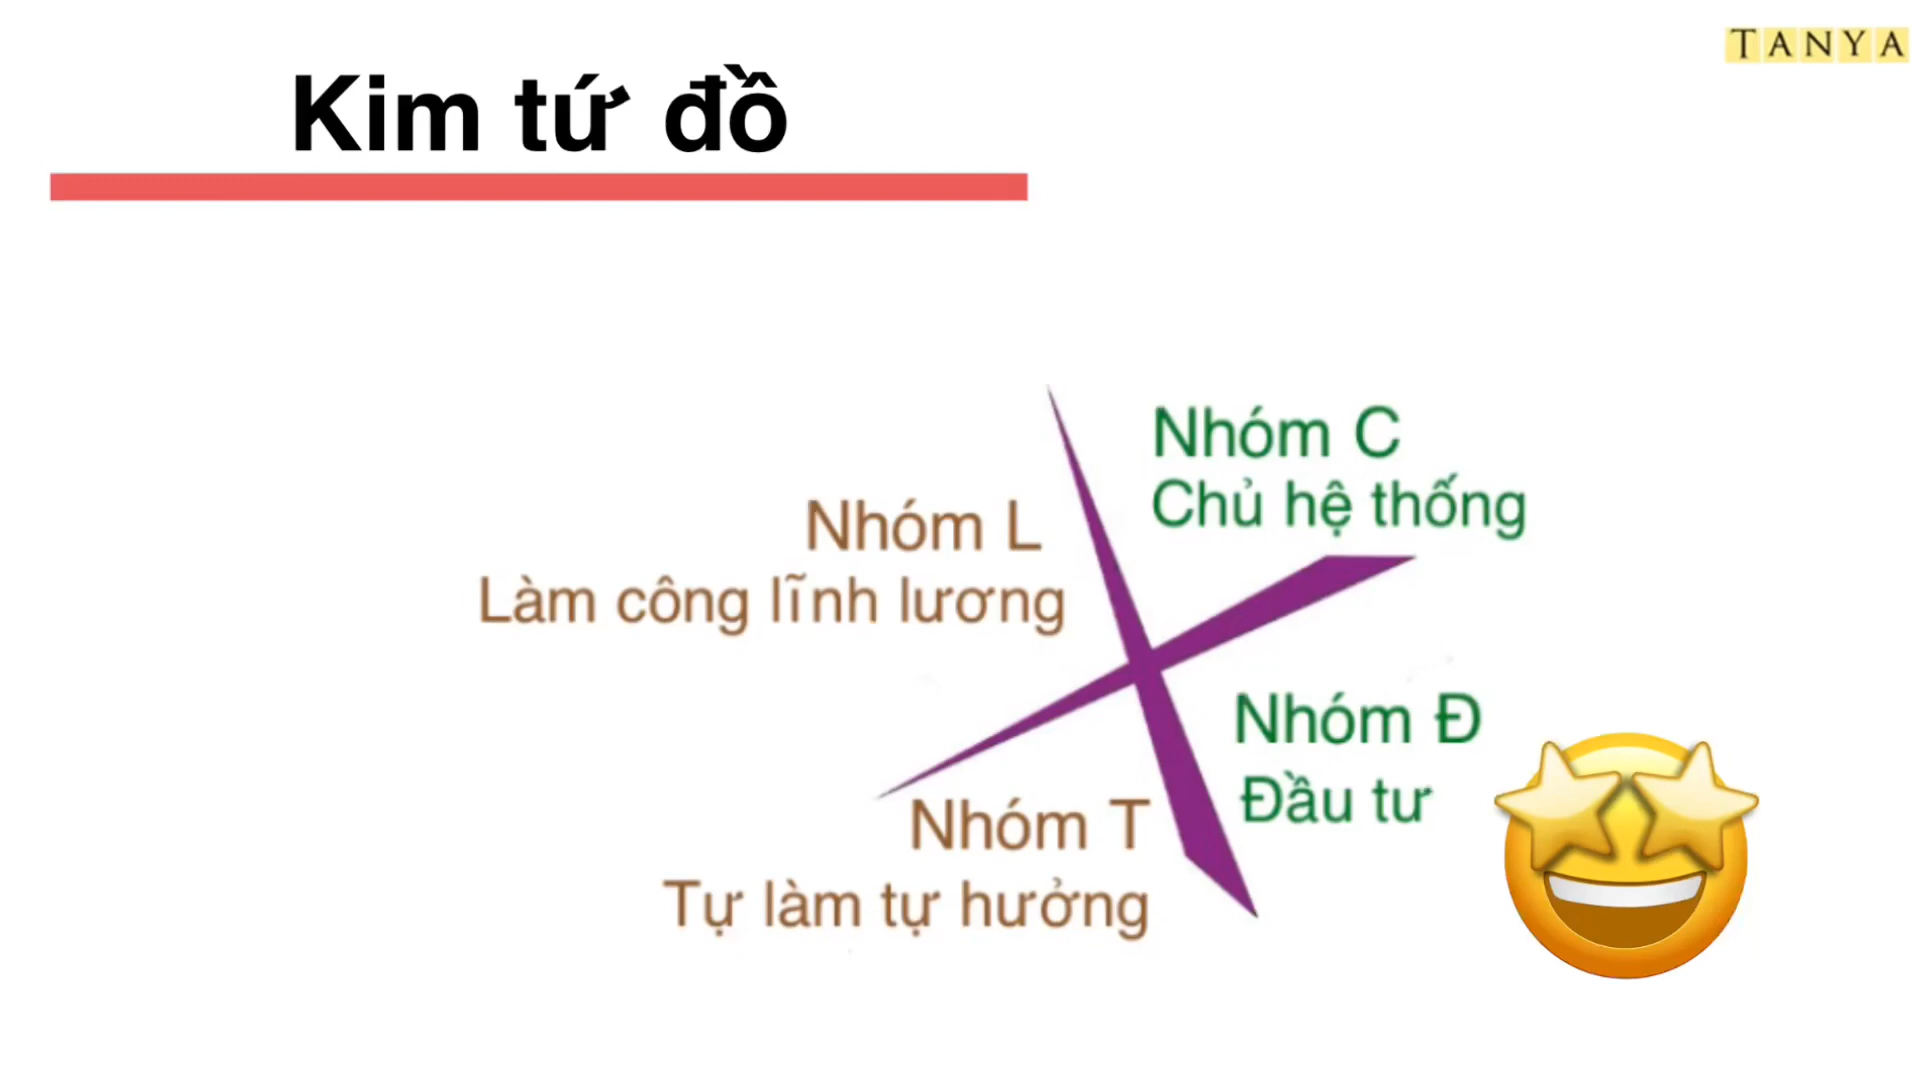 TANYA
Kim tứ đồ
Nhóm C
Chủ hệ thống
Nhóm L
Làm công lĩnh lương
Nhóm Đ
Đầu tư
Nhóm T
Tự làm tự hưởng